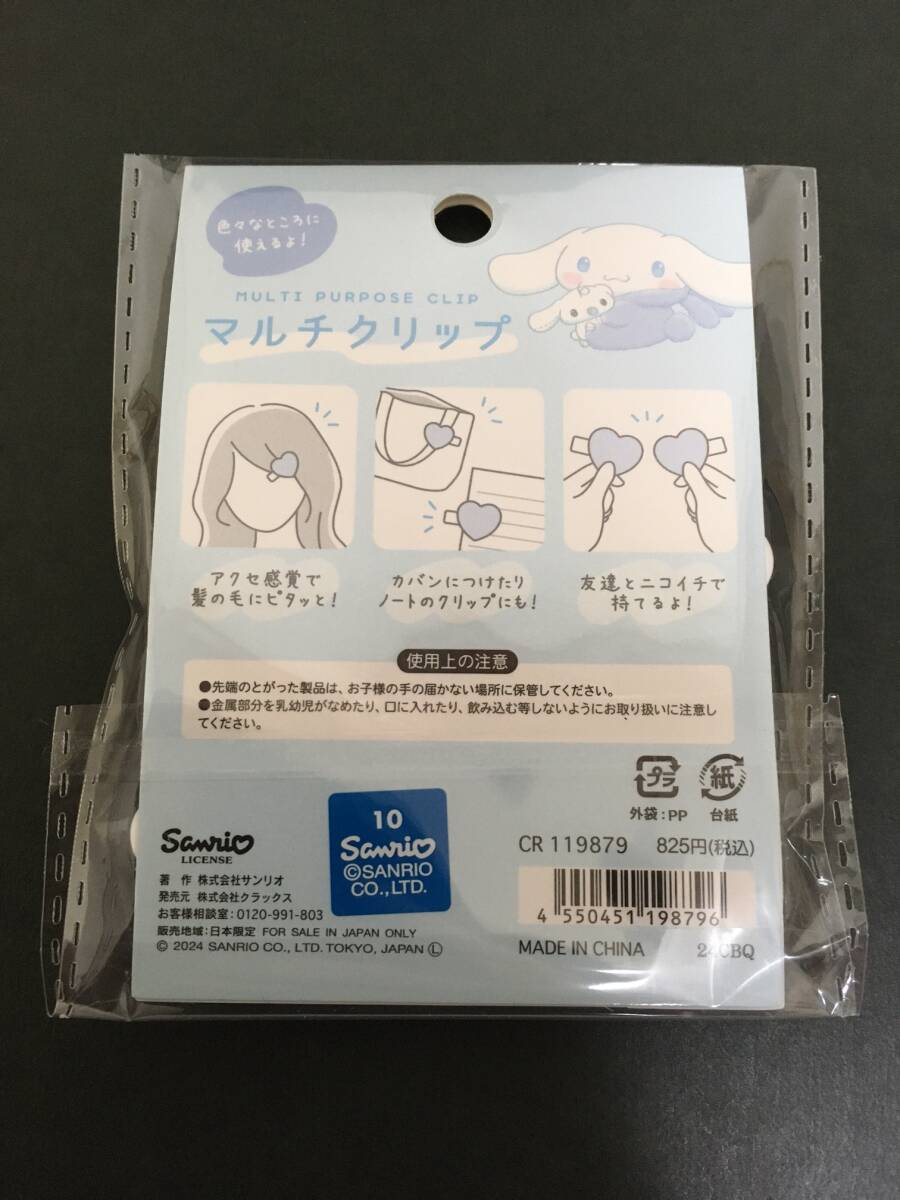 色々なところに
使えるよ!
MULTI PURPOSE CLIP
マルチクリップ
アクセ感覚で
髪の毛にピタッと!
カバンにつけたり
ノートのクリップにも!
友達とニコイチで
持てるよ!
使用上の注意
●先端のとがった製品は、お子様の手の届かない場所に保管してください。
●金属部分を乳幼児がなめたり、口に入れたり、飲み込む等しないようにお取り扱いに注意し
てください。
プラ
紙
外袋:PP 台紙
Sanrio
LICENSE
10
Sanrio
©SANRIO
CO.,LTD.
CR 119879 825円(税込)
著 作 株式会社サンリオ
発売元 株式会社クラックス
お客様相談室:0120-991-803
販売地域:日本限定 FOR SALE IN JAPAN ONLY
© 2024 SANRIO CO., LTD. TOKYO, JAPAN Ⓛ
4 550451 198796
MADE IN CHINA